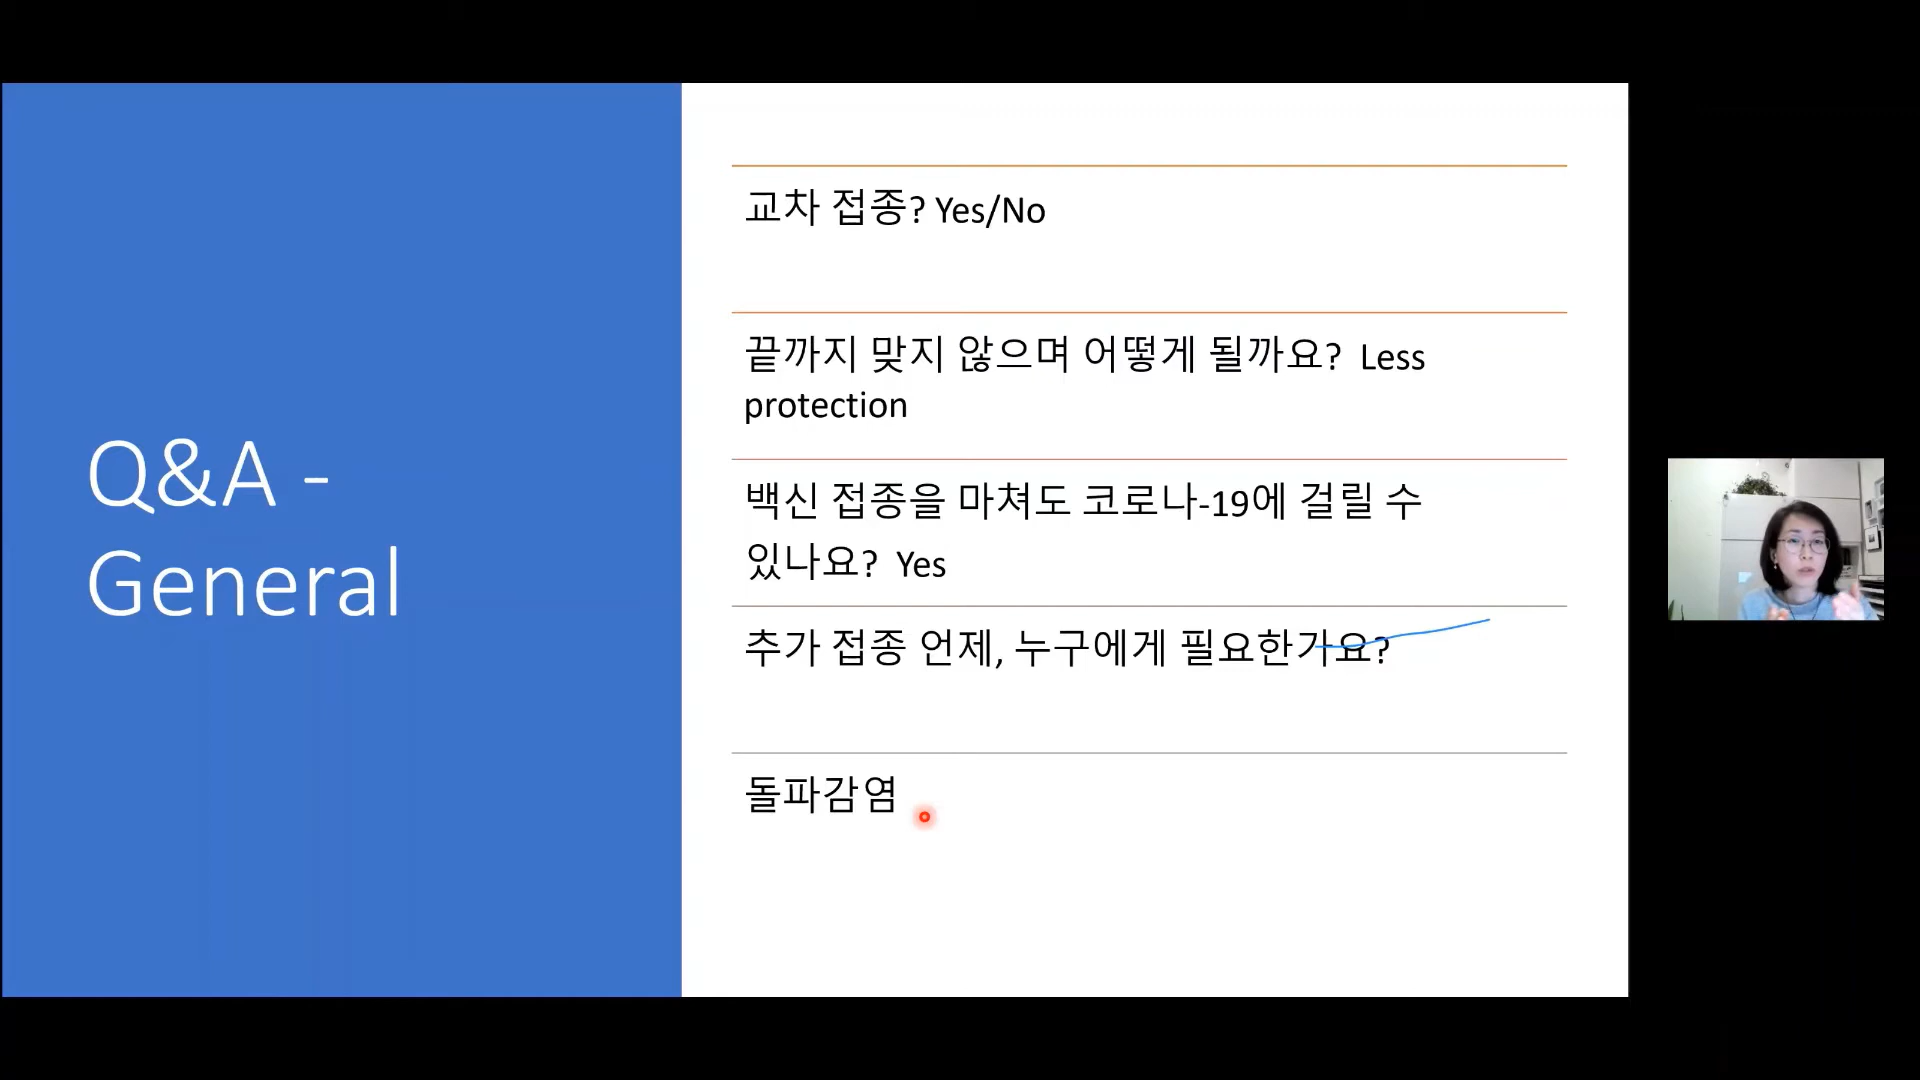 Q&A -
General
교차 접종? Yes/No
끝까지 맞지 않으며 어떻게 될까요? Less
protection
백신 접종을 마쳐도 코로나-19에 걸릴 수
있나요? Yes
추가 접종 언제, 누구에게 필요한가요?
돌파감염